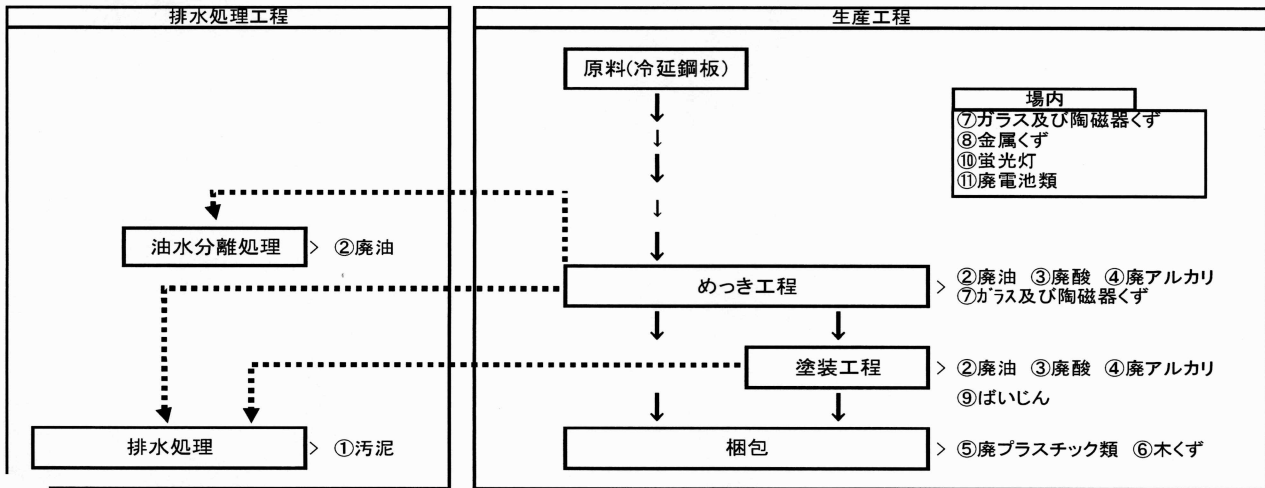 排水処理工程
油水分離処理 > ②廃油
排水処理 > ①汚泥
生産工程
原料(冷延鋼板)
場内
⑦ガラス及び陶磁器くず
⑧金属くず
⑩蛍光灯
⑪廃電池類
めっき工程 > ②廃油 ③廃酸 ④廃アルカリ
⑦ガラス及び陶磁器くず
塗装工程 > ②廃油 ③廃酸 ④廃アルカリ
⑨ばいじん
梱包 > ⑤廃プラスチック類 ⑥木くず